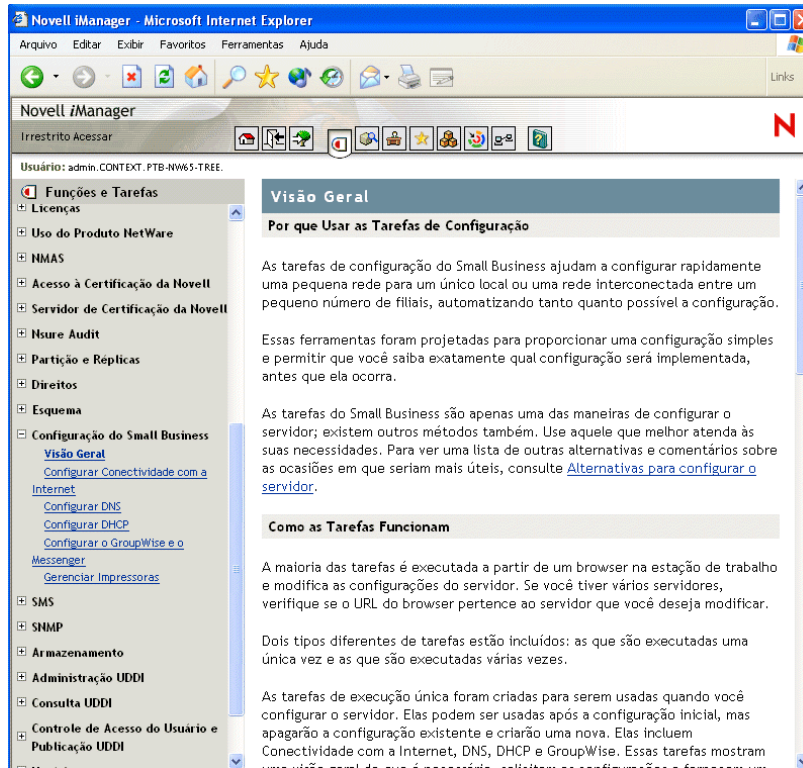 Novell iManager - Microsoft Internet Explorer
Arquivo Editar Exibir Favoritos Ferramentas Ajuda
Links
Novell iManager
Irrestrito Acessar
N
Usuário: admin.CONTEXT.PTB-NW65-TREE.
Funções e Tarefas
Licenças
Uso do Produto NetWare
NMAS
Acesso à Certificação da Novell
Servidor de Certificação da Novell
Nsure Audit
Partição e Réplicas
Direitos
Esquema
Configuração do Small Business
Visão Geral
Configurar Conectividade com a
Internet
Configurar DNS
Configurar DHCP
Configurar o GroupWise e o
Messenger
Gerenciar Impressoras
SMS
SNMP
Armazenamento
Administração UDDI
Consulta UDDI
Controle de Acesso do Usuário e
Publicação UDDI
Visão Geral
Por que Usar as Tarefas de Configuração
As tarefas de configuração do Small Business ajudam a configurar rapidamente
uma pequena rede para um único local ou uma rede interconectada entre um
pequeno número de filiais, automatizando tanto quanto possível a configuração.
Essas ferramentas foram projetadas para proporcionar uma configuração simples
e permitir que você saiba exatamente qual configuração será implementada,
antes que ela ocorra.
As tarefas do Small Business são apenas uma das maneiras de configurar o
servidor; existem outros métodos também. Use aquele que melhor atenda às
suas necessidades. Para ver uma lista de outras alternativas e comentários sobre
as ocasiões em que seriam mais úteis, consulte Alternativas para configurar o
servidor.
Como as Tarefas Funcionam
A maioria das tarefas é executada a partir de um browser na estação de trabalho
e modifica as configurações do servidor. Se você tiver vários servidores,
verifique se o URL do browser pertence ao servidor que você deseja modificar.
Dois tipos diferentes de tarefas estão incluídos: as que são executadas uma
única vez e as que são executadas várias vezes.
As tarefas de execução única foram criadas para serem usadas quando você
configurar o servidor. Elas podem ser usadas após a configuração inicial, mas
apagarão a configuração existente e criarão uma nova. Elas incluem
Conectividade com a Internet, DNS, DHCP e GroupWise. Essas tarefas mostram